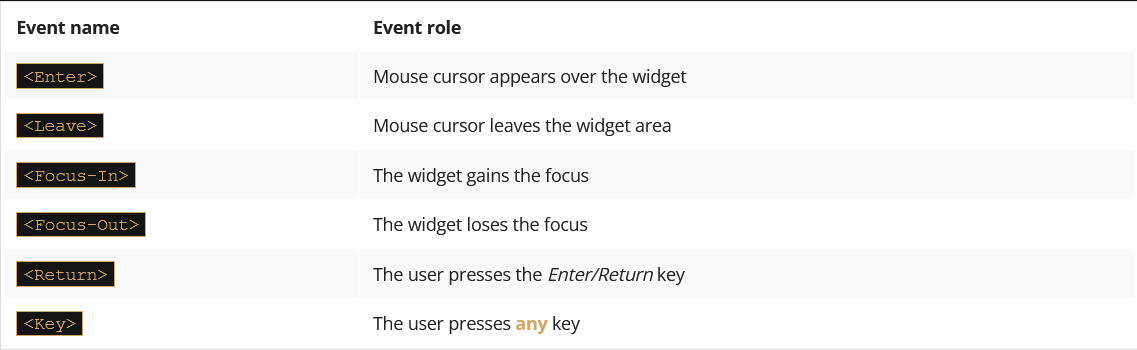 Event name Event role
<Enter> Mouse cursor appears over the widget
<Leave> Mouse cursor leaves the widget area
<Focus-In> The widget gains the focus
<Focus-Out> The widget loses the focus
<Return> The user presses the Enter/Return key
<Key> The user presses any key